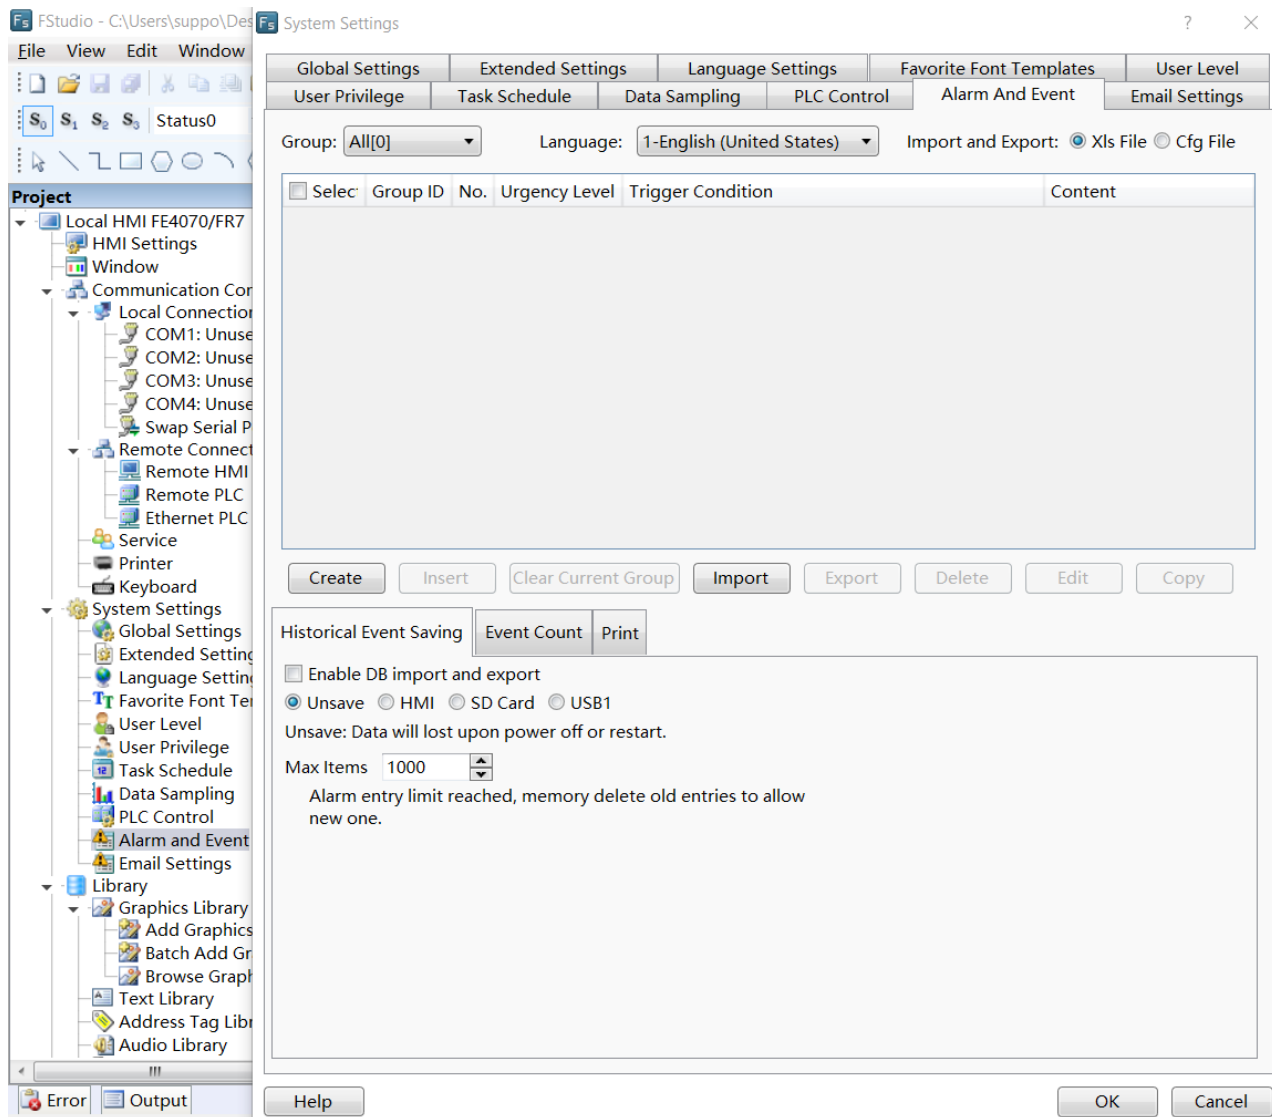 FStudio - C:\Users\suppo\Des
File View Edit Window
S0 S1 S2 S3 Status0
Project
Local HMI FE4070/FR7
HMI Settings
Window
Communication Cor
Local Connection
COM1: Unuse
COM2: Unuse
COM3: Unuse
COM4: Unuse
Swap Serial P
Remote Connect
Remote HMI
Remote PLC
Ethernet PLC
Service
Printer
Keyboard
System Settings
Global Settings
Extended Setting
Language Setting
Favorite Font Te
User Level
User Privilege
Task Schedule
Data Sampling
PLC Control
Alarm and Event
Email Settings
Library
Graphics Library
Add Graphics
Batch Add Gr
Browse Graph
Text Library
Address Tag Libr
Audio Library
Error Output
System Settings
Global Settings Extended Settings Language Settings Favorite Font Templates User Level
User Privilege Task Schedule Data Sampling PLC Control Alarm And Event Email Settings
Group: All[0] Language: 1-English (United States) Import and Export: Xls File Cfg File
Selec Group ID No. Urgency Level Trigger Condition Content
Create Insert Clear Current Group Import Export Delete Edit Copy
Historical Event Saving Event Count Print
Enable DB import and export
Unsave HMI SD Card USB1
Unsave: Data will lost upon power off or restart.
Max Items 1000
Alarm entry limit reached, memory delete old entries to allow
new one.
Help OK Cancel